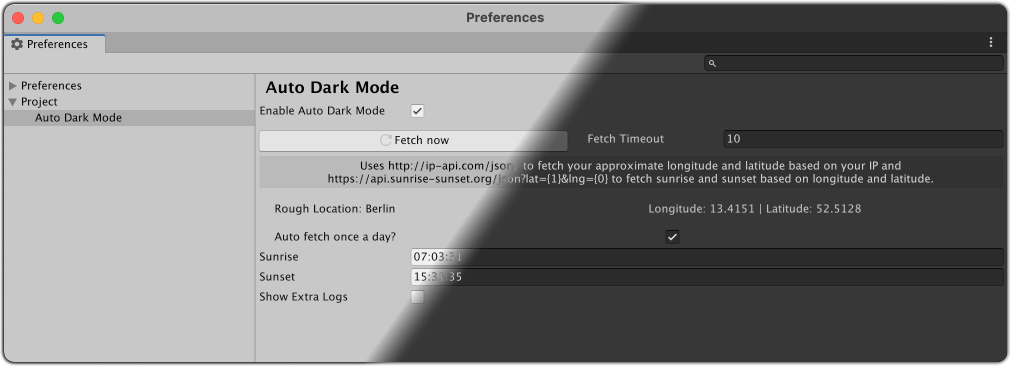 Preferences
Preferences
Preferences
Project
Auto Dark Mode
Auto Dark Mode
Enable Auto Dark Mode
Fetch now
Fetch Timeout
10
Uses http://ip-api.com/json to fetch your approximate longitude and latitude based on your IP and
https://api.sunrise-sunset.org/json?lat={1}&lng={0} to fetch sunrise and sunset based on longitude and latitude.
Rough Location: Berlin
Longitude: 13.4151 | Latitude: 52.5128
Auto fetch once a day?
Sunrise
07:03:31
Sunset
15:31:35
Show Extra Logs